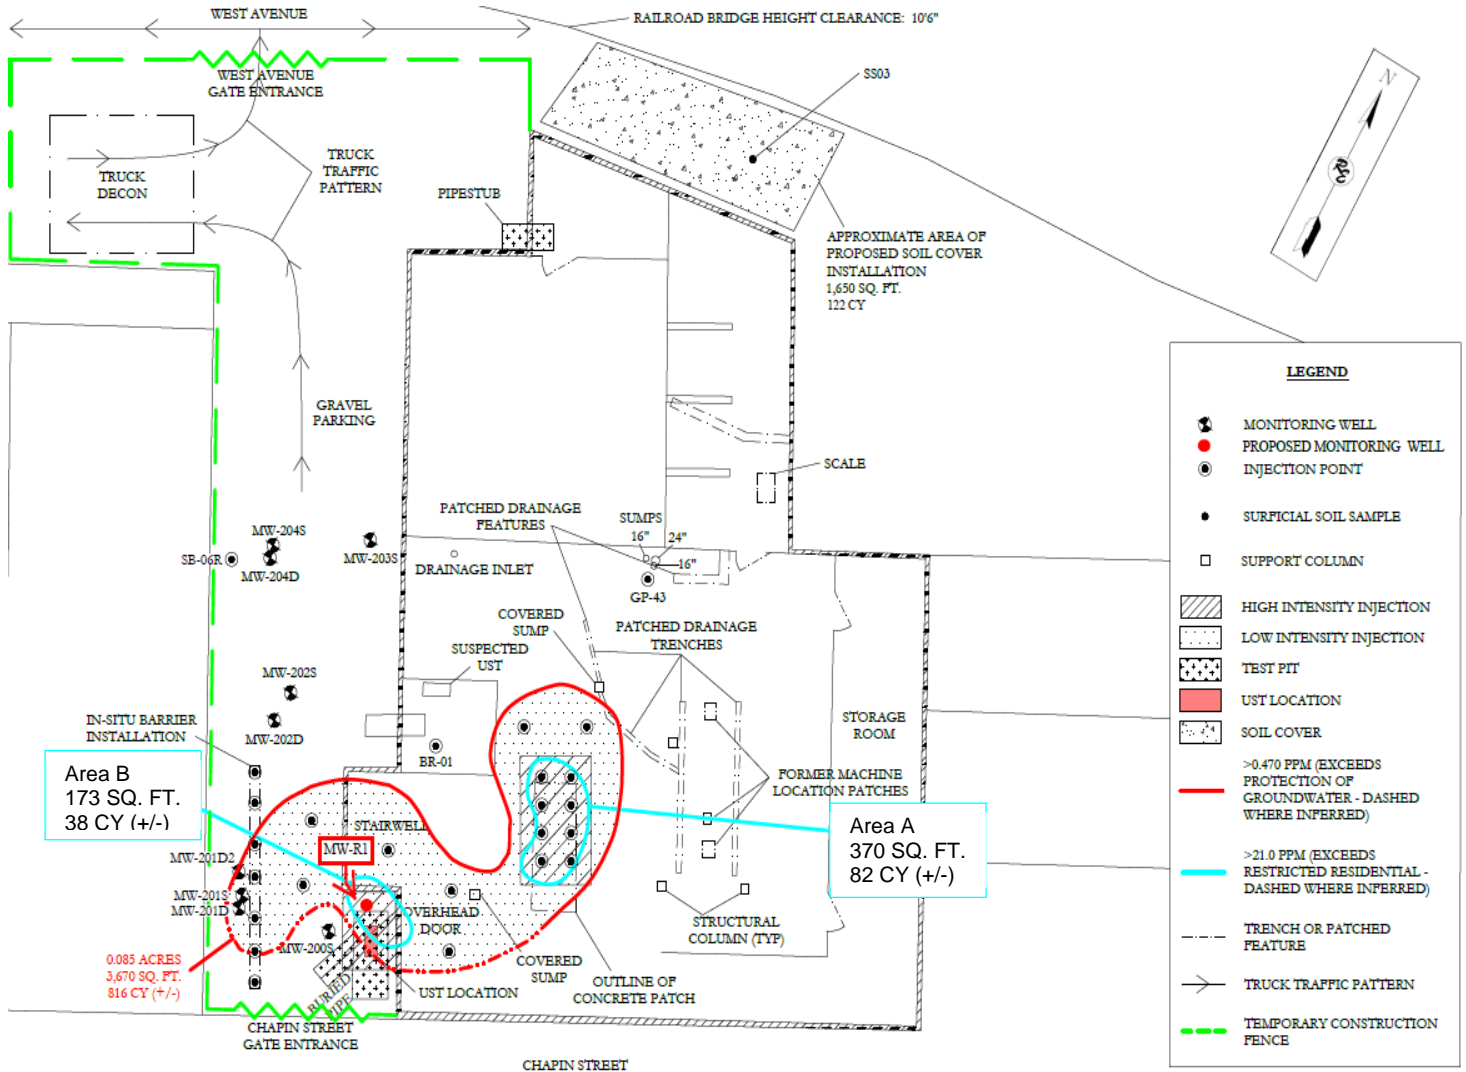 WEST AVENUE
RAILROAD BRIDGE HEIGHT CLEARANCE: 10'6"
WEST AVENUE
GATE ENTRANCE
SS03
N
TRUCK
DECON
TRUCK
TRAFFIC
PATTERN
PIPESTUB
APPROXIMATE AREA OF
PROPOSED SOIL COVER
INSTALLATION
1,650 SQ. FT.
122 CY
GRAVEL
PARKING
SCALE
PATCHED DRAINAGE
FEATURES
SUMPS
16"
24"
16"
MW-204S
SB-06R
MW-204D
MW-203S
DRAINAGE INLET
GP-43
COVERED
SUMP
PATCHED DRAINAGE
TRENCHES
SUSPECTED
UST
MW-202S
MW-202D
IN-SITU BARRIER
INSTALLATION
BR-01
STORAGE
ROOM
FORMER MACHINE
LOCATION PATCHES
Area B
173 SQ. FT.
38 CY (+/-)
Area A
370 SQ. FT.
82 CY (+/-)
STAIRWELL
MW-R1
MW-201D2
MW-201S
MW-201D
OVERHEAD
DOOR
MW-200S
STRUCTURAL
COLUMN (TYP)
0.085 ACRES
3,670 SQ. FT.
816 CY (+/-)
COVERED
SUMP
UST LOCATION
OUTLINE OF
CONCRETE PATCH
BURIED
PIPE
CHAPIN STREET
GATE ENTRANCE
CHAPIN STREET
LEGEND
MONITORING WELL
PROPOSED MONITORING WELL
INJECTION POINT
SURFICIAL SOIL SAMPLE
SUPPORT COLUMN
HIGH INTENSITY INJECTION
LOW INTENSITY INJECTION
TEST PIT
UST LOCATION
SOIL COVER
>0.470 PPM (EXCEEDS
PROTECTION OF
GROUNDWATER - DASHED
WHERE INFERRED)
>21.0 PPM (EXCEEDS
RESTRICTED RESIDENTIAL -
DASHED WHERE INFERRED)
TRENCH OR PATCHED
FEATURE
TRUCK TRAFFIC PATTERN
TEMPORARY CONSTRUCTION
FENCE